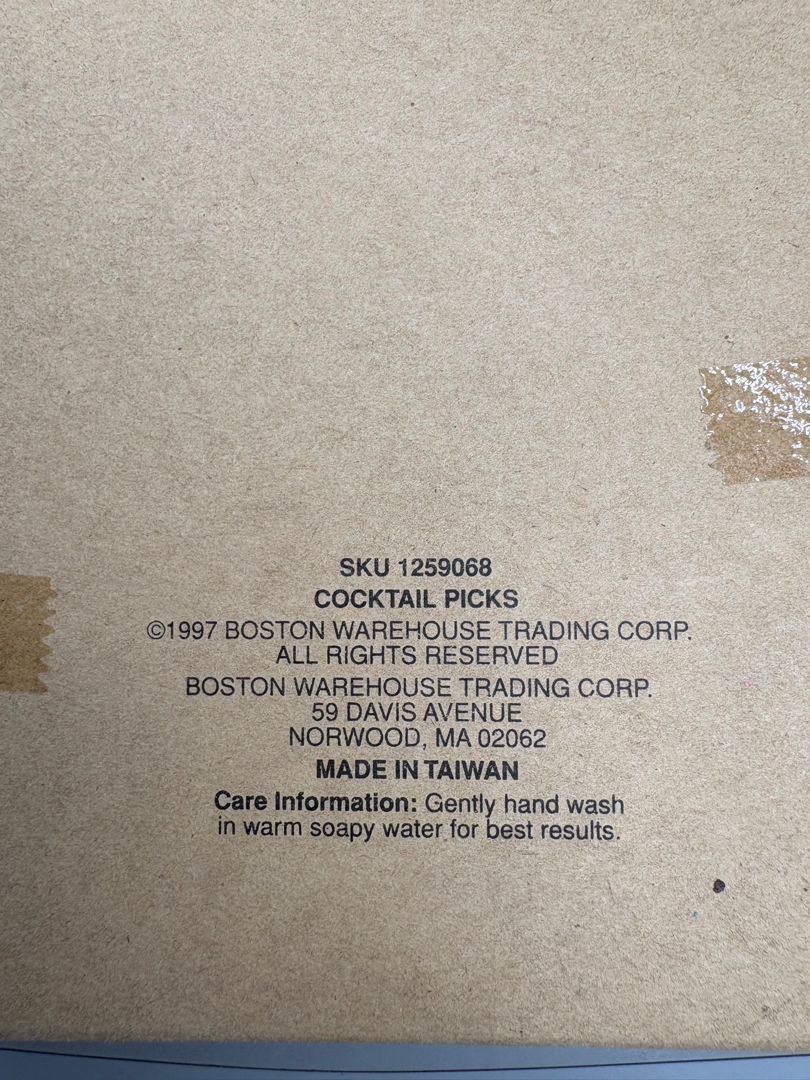 SKU 1259068
COCKTAIL PICKS
©1997 BOSTON WAREHOUSE TRADING CORP.
ALL RIGHTS RESERVED
BOSTON WAREHOUSE TRADING CORP.
59 DAVIS AVENUE
NORWOOD, MA 02062
MADE IN TAIWAN
Care Information: Gently hand wash
in warm soapy water for best results.